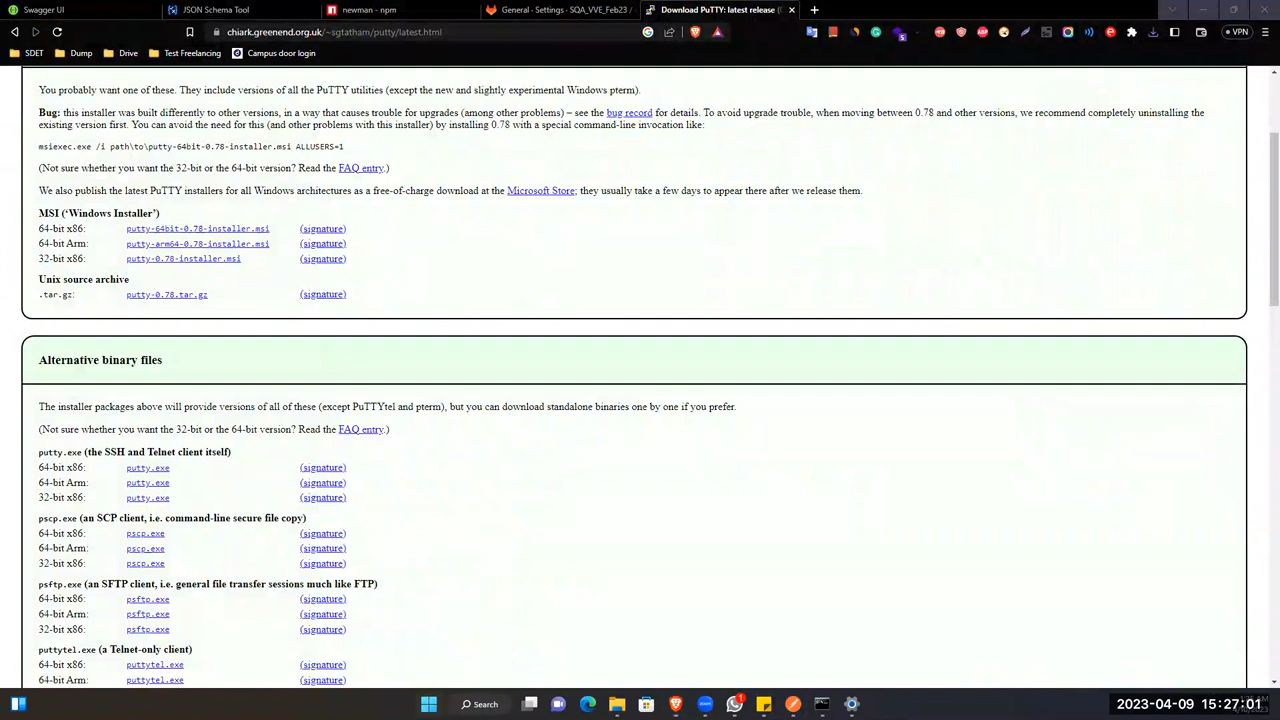 Swagger UI
JSON Schema Tool
newman - npm
General · Settings · SQA_VVE_Feb23 /
Download PuTTY: latest release (
chiark.greenend.org.uk/~sgtatham/putty/latest.html
VPN
SDET
Dump
Drive
Test Freelancing
Campus door login
You probably want one of these. They include versions of all the PuTTY utilities (except the new and slightly experimental Windows pterm).
Bug: this installer was built differently to other versions, in a way that causes trouble for upgrades (among other problems) – see the bug record for details. To avoid upgrade trouble, when moving between 0.78 and other versions, we recommend completely uninstalling the
existing version first. You can avoid the need for this (and other problems with this installer) by installing 0.78 with a special command-line invocation like:
msiexec.exe /i path\to\putty-64bit-0.78-installer.msi ALLUSERS=1
(Not sure whether you want the 32-bit or the 64-bit version? Read the FAQ entry.)
We also publish the latest PuTTY installers for all Windows architectures as a free-of-charge download at the Microsoft Store; they usually take a few days to appear there after we release them.
MSI (‘Windows Installer’)
64-bit x86: putty-64bit-0.78-installer.msi (signature)
64-bit Arm: putty-arm64-0.78-installer.msi (signature)
32-bit x86: putty-0.78-installer.msi (signature)
Unix source archive
.tar.gz: putty-0.78.tar.gz (signature)
Alternative binary files
The installer packages above will provide versions of all of these (except PuTTYtel and pterm), but you can download standalone binaries one by one if you prefer.
(Not sure whether you want the 32-bit or the 64-bit version? Read the FAQ entry.)
putty.exe (the SSH and Telnet client itself)
64-bit x86: putty.exe (signature)
64-bit Arm: putty.exe (signature)
32-bit x86: putty.exe (signature)
pscp.exe (an SCP client, i.e. command-line secure file copy)
64-bit x86: pscp.exe (signature)
64-bit Arm: pscp.exe (signature)
32-bit x86: pscp.exe (signature)
psftp.exe (an SFTP client, i.e. general file transfer sessions much like FTP)
64-bit x86: psftp.exe (signature)
64-bit Arm: psftp.exe (signature)
32-bit x86: psftp.exe (signature)
puttytel.exe (a Telnet-only client)
64-bit x86: puttytel.exe (signature)
64-bit Arm: puttytel.exe (signature)
Search
1
2023-04-09 15:27:01